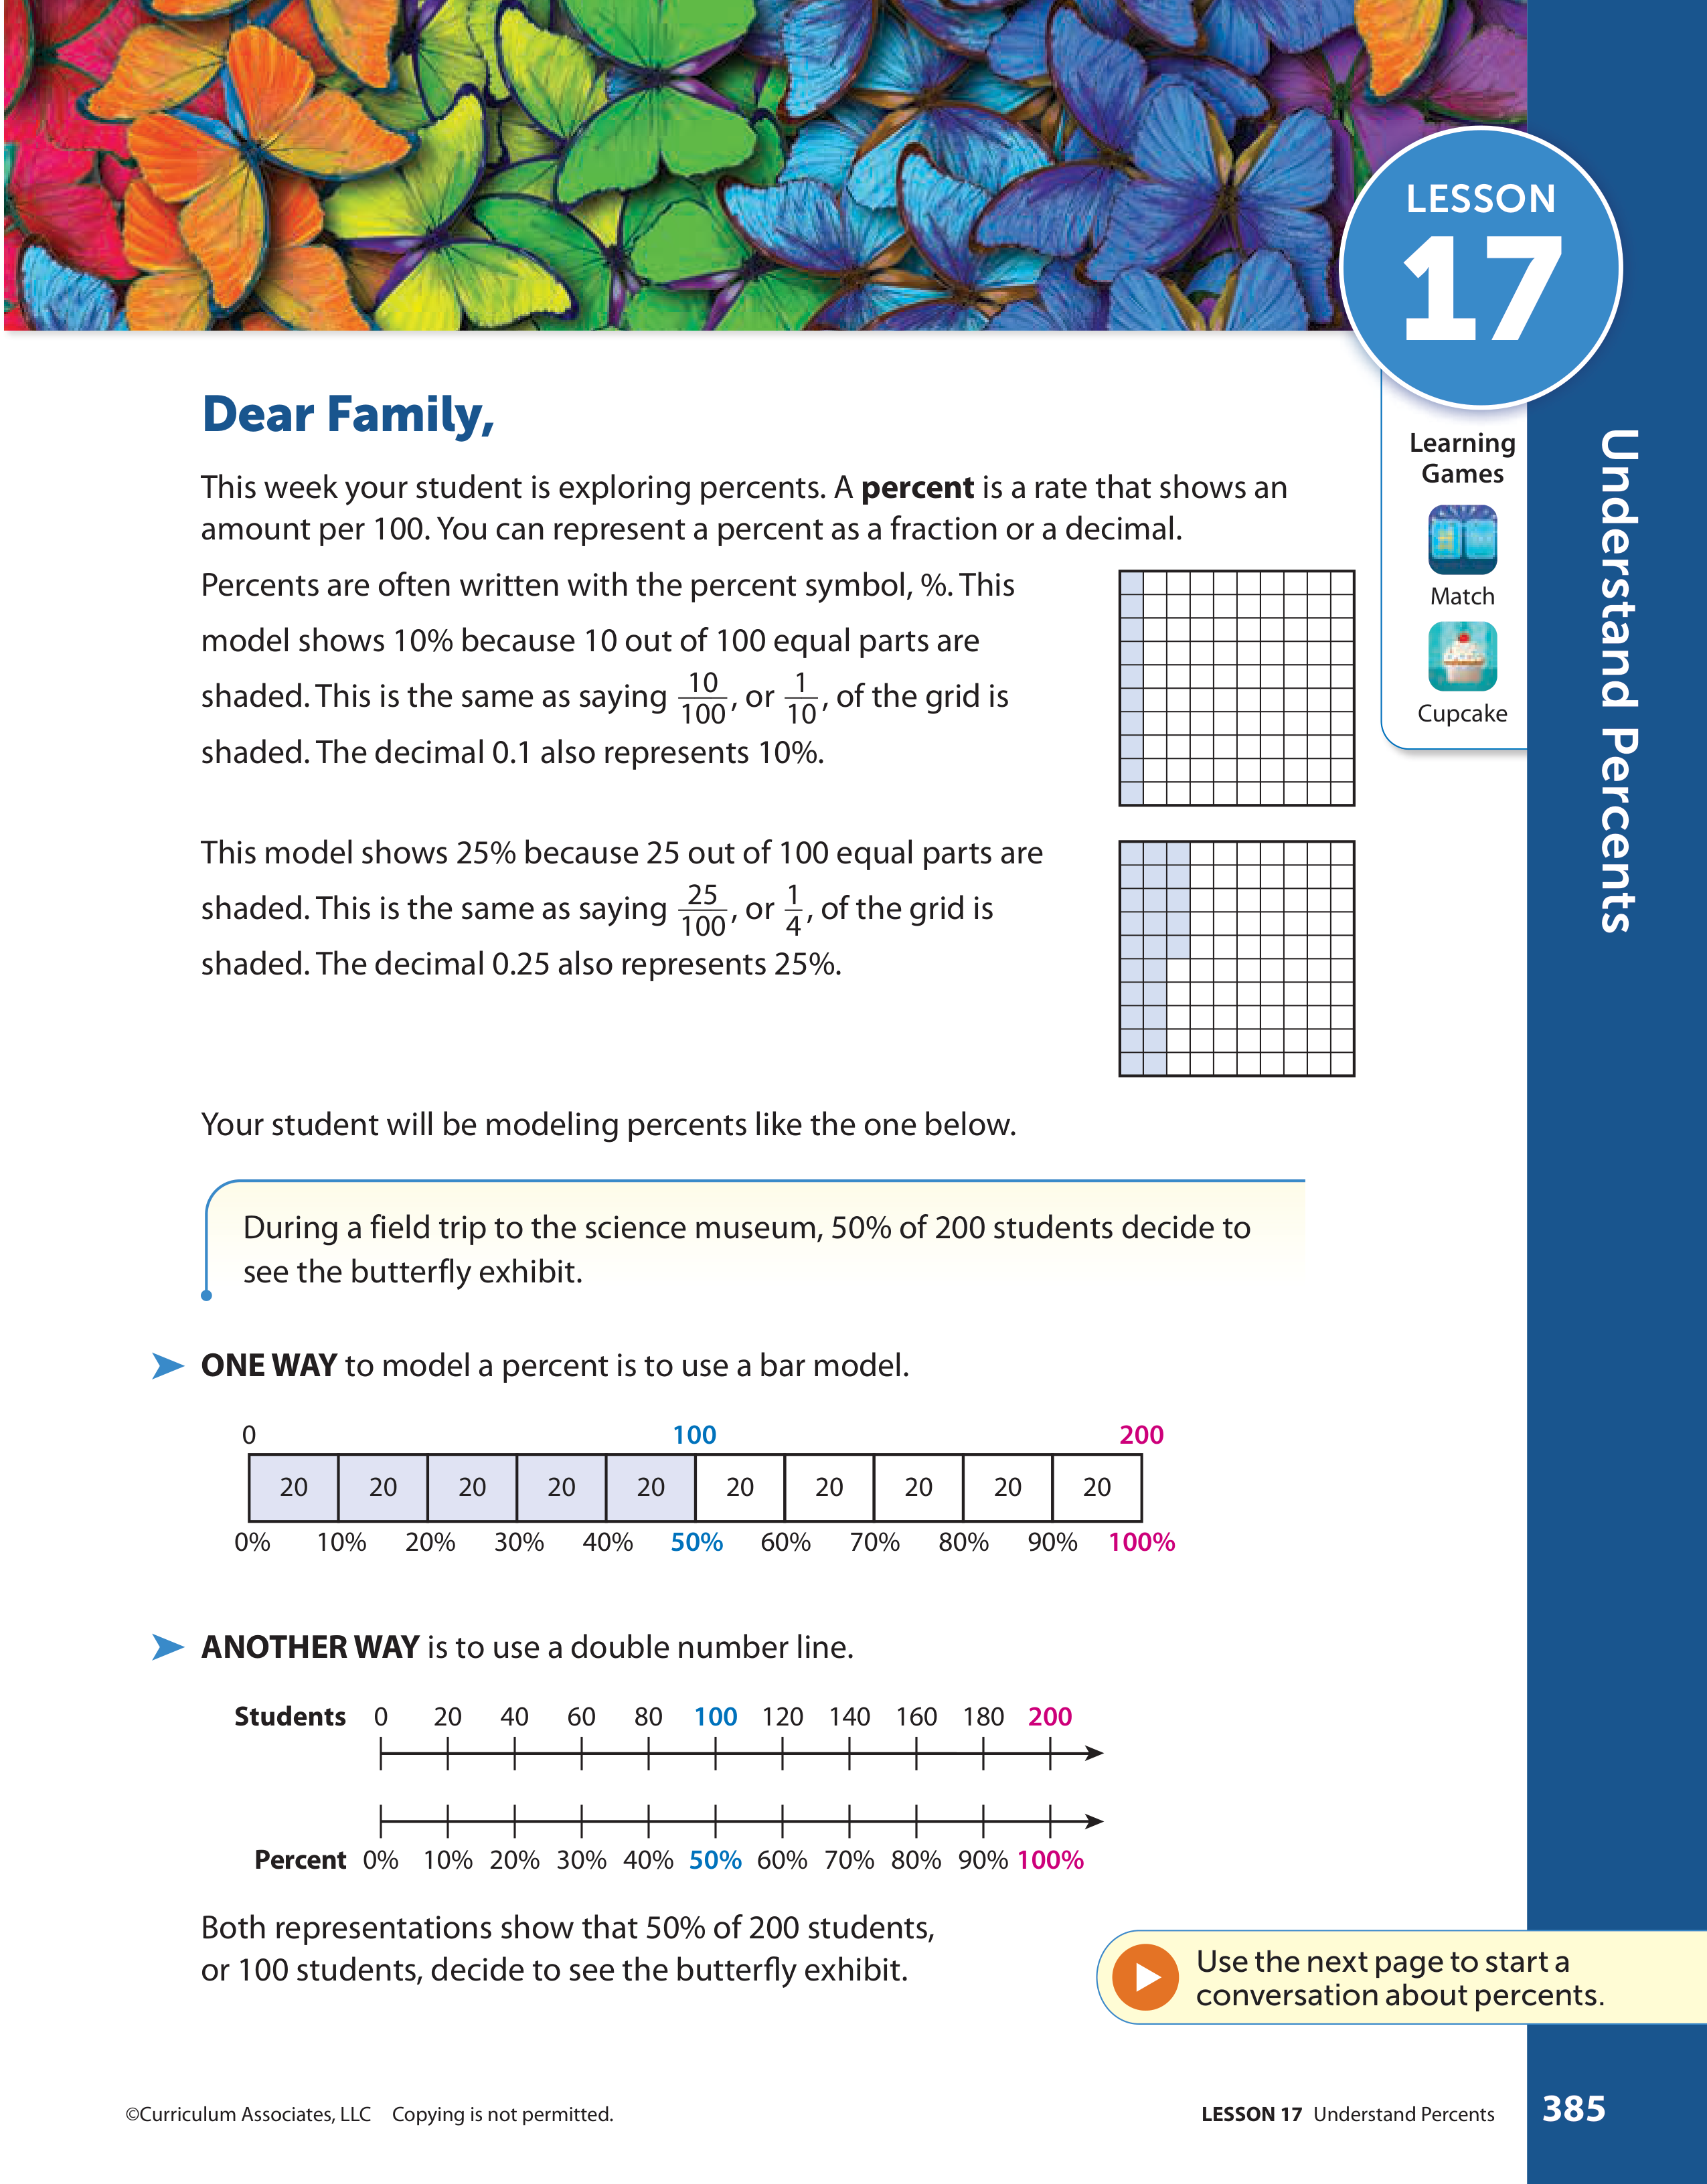 LESSON
17
Understand Percents
Learning
Games
Match
Cupcake
Dear Family,
This week your student is exploring percents. A percent is a rate that shows an
amount per 100. You can represent a percent as a fraction or a decimal.
Percents are often written with the percent symbol, %. This
model shows 10% because 10 out of 100 equal parts are
shaded. This is the same as saying 10/100, or 1/10, of the grid is
shaded. The decimal 0.1 also represents 10%.
This model shows 25% because 25 out of 100 equal parts are
shaded. This is the same as saying 25/100, or 1/4, of the grid is
shaded. The decimal 0.25 also represents 25%.
Your student will be modeling percents like the one below.
During a field trip to the science museum, 50% of 200 students decide to
see the butterfly exhibit.
ONE WAY to model a percent is to use a bar model.
0 100 200
20 20 20 20 20 20 20 20 20 20
0% 10% 20% 30% 40% 50% 60% 70% 80% 90% 100%
ANOTHER WAY is to use a double number line.
Students 0 20 40 60 80 100 120 140 160 180 200
Percent 0% 10% 20% 30% 40% 50% 60% 70% 80% 90% 100%
Both representations show that 50% of 200 students,
or 100 students, decide to see the butterfly exhibit.
Use the next page to start a
conversation about percents.
©Curriculum Associates, LLC Copying is not permitted.
LESSON 17 Understand Percents
385